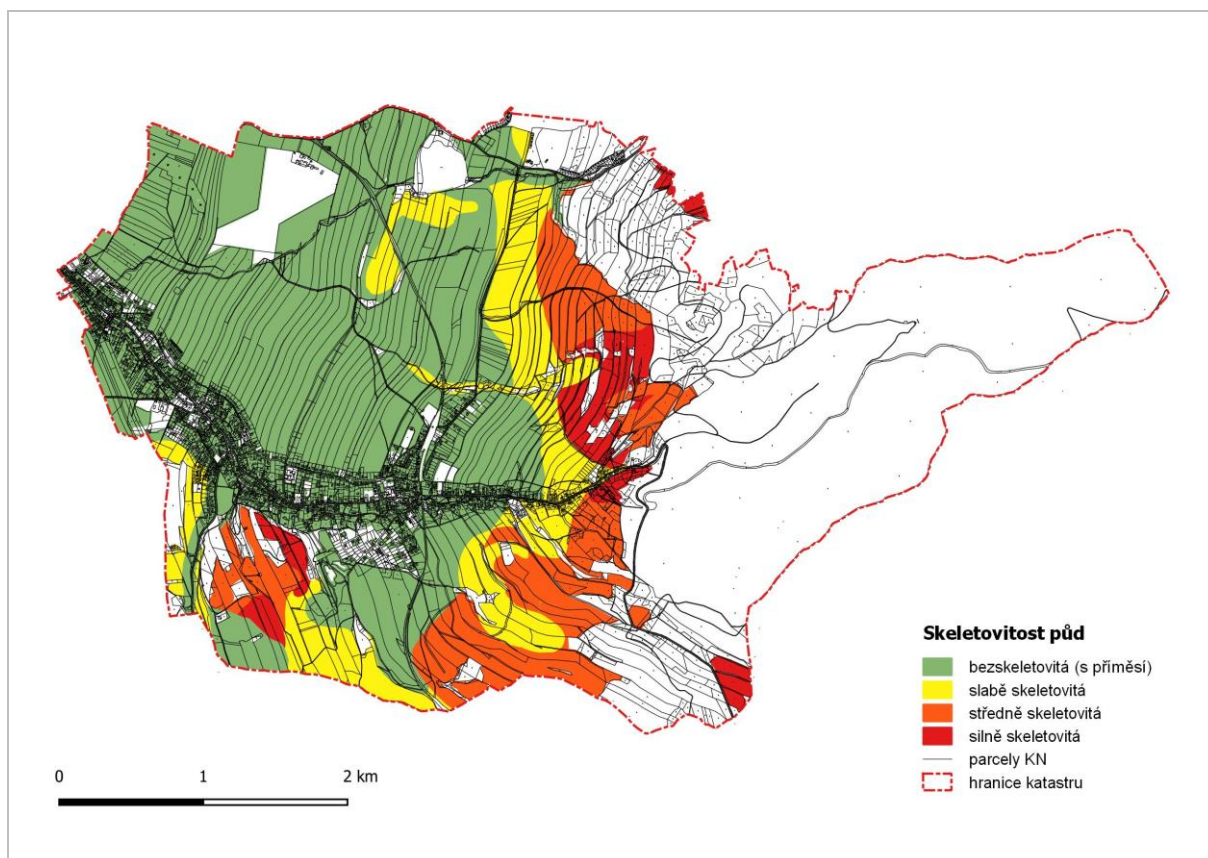 Skeletovitost půd
bezskeletovitá (s příměsí)
slabě skeletovitá
středně skeletovitá
silně skeletovitá
parcely KN
hranice katastru
0 1 2 km